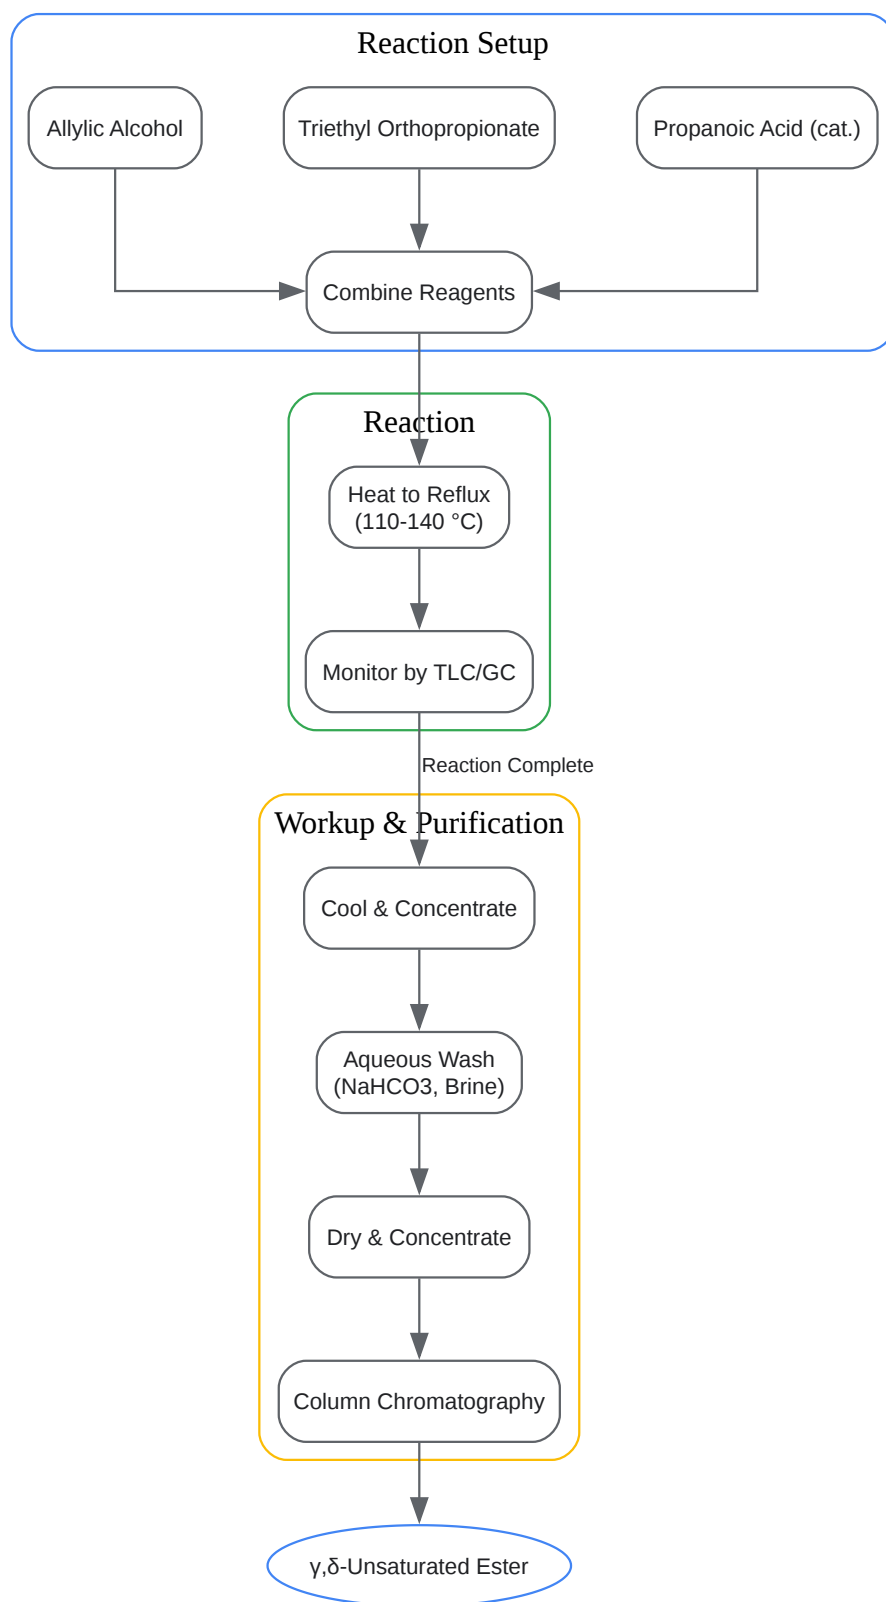 Reaction Setup
Allylic Alcohol
Triethyl Orthopropionate
Propanoic Acid (cat.)
Combine Reagents
Reaction
Heat to Reflux
(110-140 °C)
Monitor by TLC/GC
Reaction Complete
Workup & Purification
Cool & Concentrate
Aqueous Wash
(NaHCO3, Brine)
Dry & Concentrate
Column Chromatography
γ,δ-Unsaturated Ester